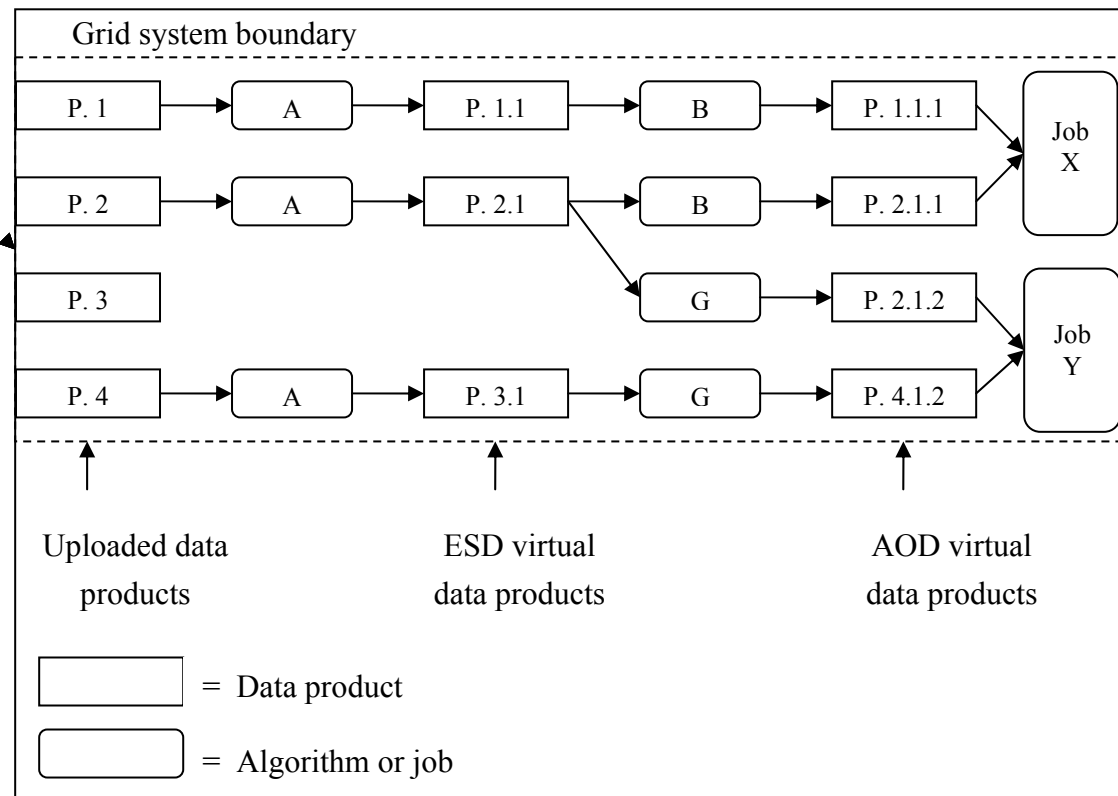 Grid system boundary
P. 1
A
P. 1.1
B
P. 1.1.1
Job
X
P. 2
A
P. 2.1
B
P. 2.1.1
P. 3
G
P. 2.1.2
Job
Y
P. 4
A
P. 3.1
G
P. 4.1.2
Uploaded data
products
ESD virtual
data products
AOD virtual
data products
= Data product
= Algorithm or job